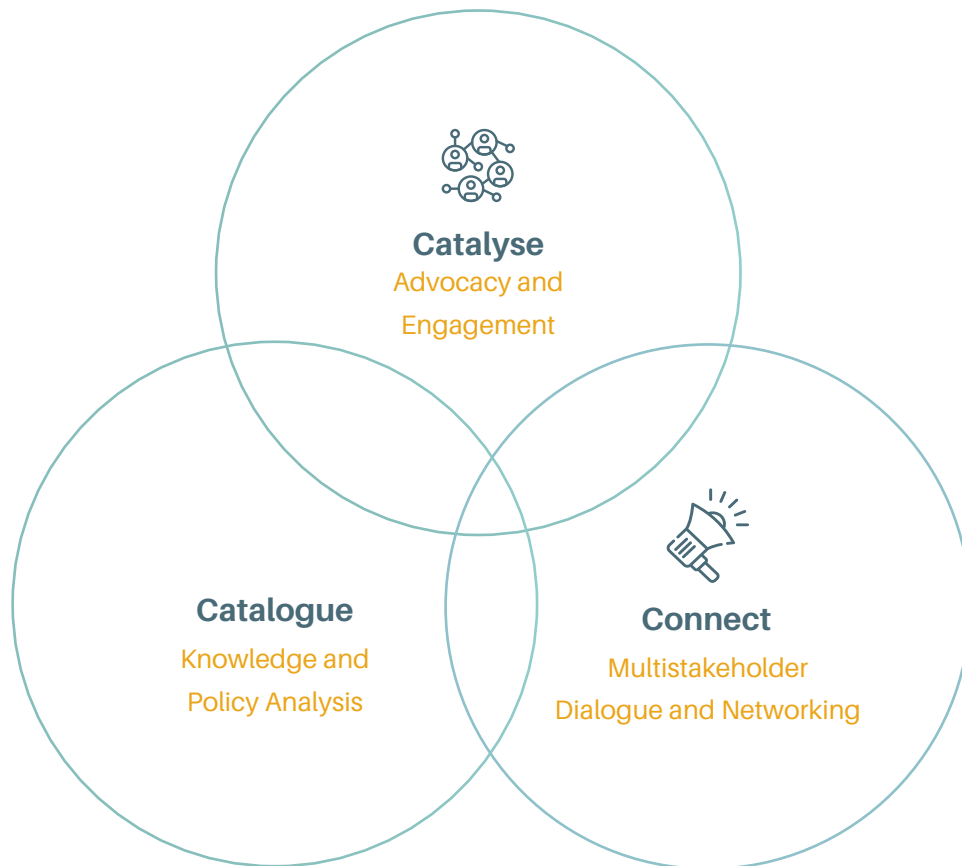 Catalyse
Advocacy and
Engagement
Catalogue
Knowledge and
Policy Analysis
Connect
Multistakeholder
Dialogue and Networking